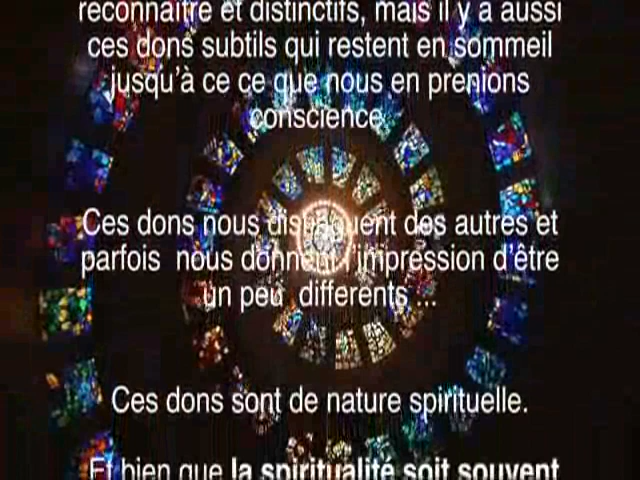 reconnaître et distinctifs, mais il y a aussi
ces dons subtils qui restent en sommeil
jusqu'à ce ce que nous en prenions
conscience.
Ces dons nous distinguent des autres et
parfois nous donnent l'impression d'être
un peu differents ...
Ces dons sont de nature spirituelle.
Et bien que la spiritualité soit souvent